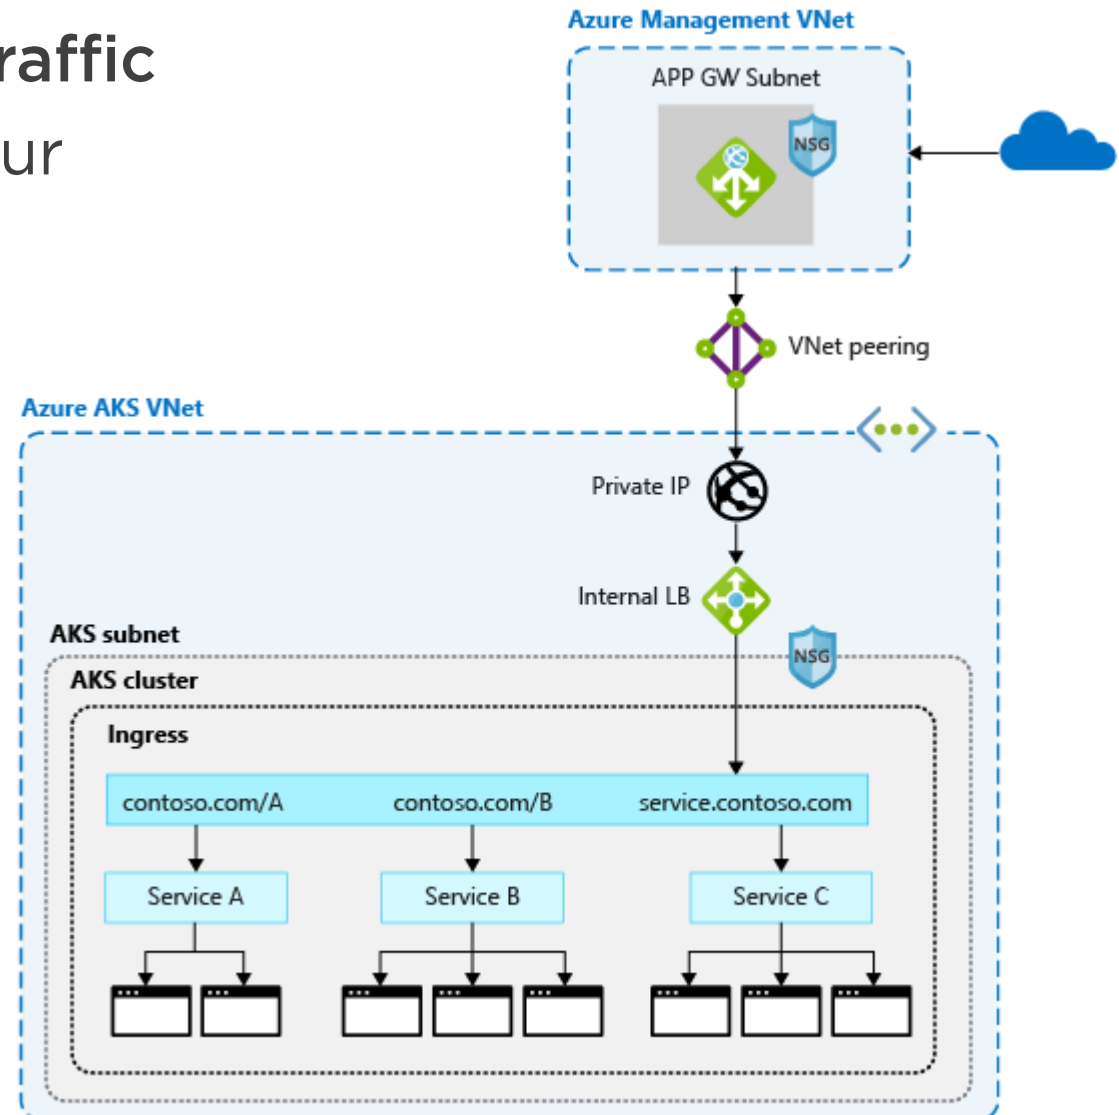 raffic
ur
Azure Management VNet
APP GW Subnet
NSG
VNet peering
Azure AKS VNet
Private IP
Internal LB
AKS subnet
NSG
AKS cluster
Ingress
contoso.com/A
contoso.com/B
service.contoso.com
Service A
Service B
Service C